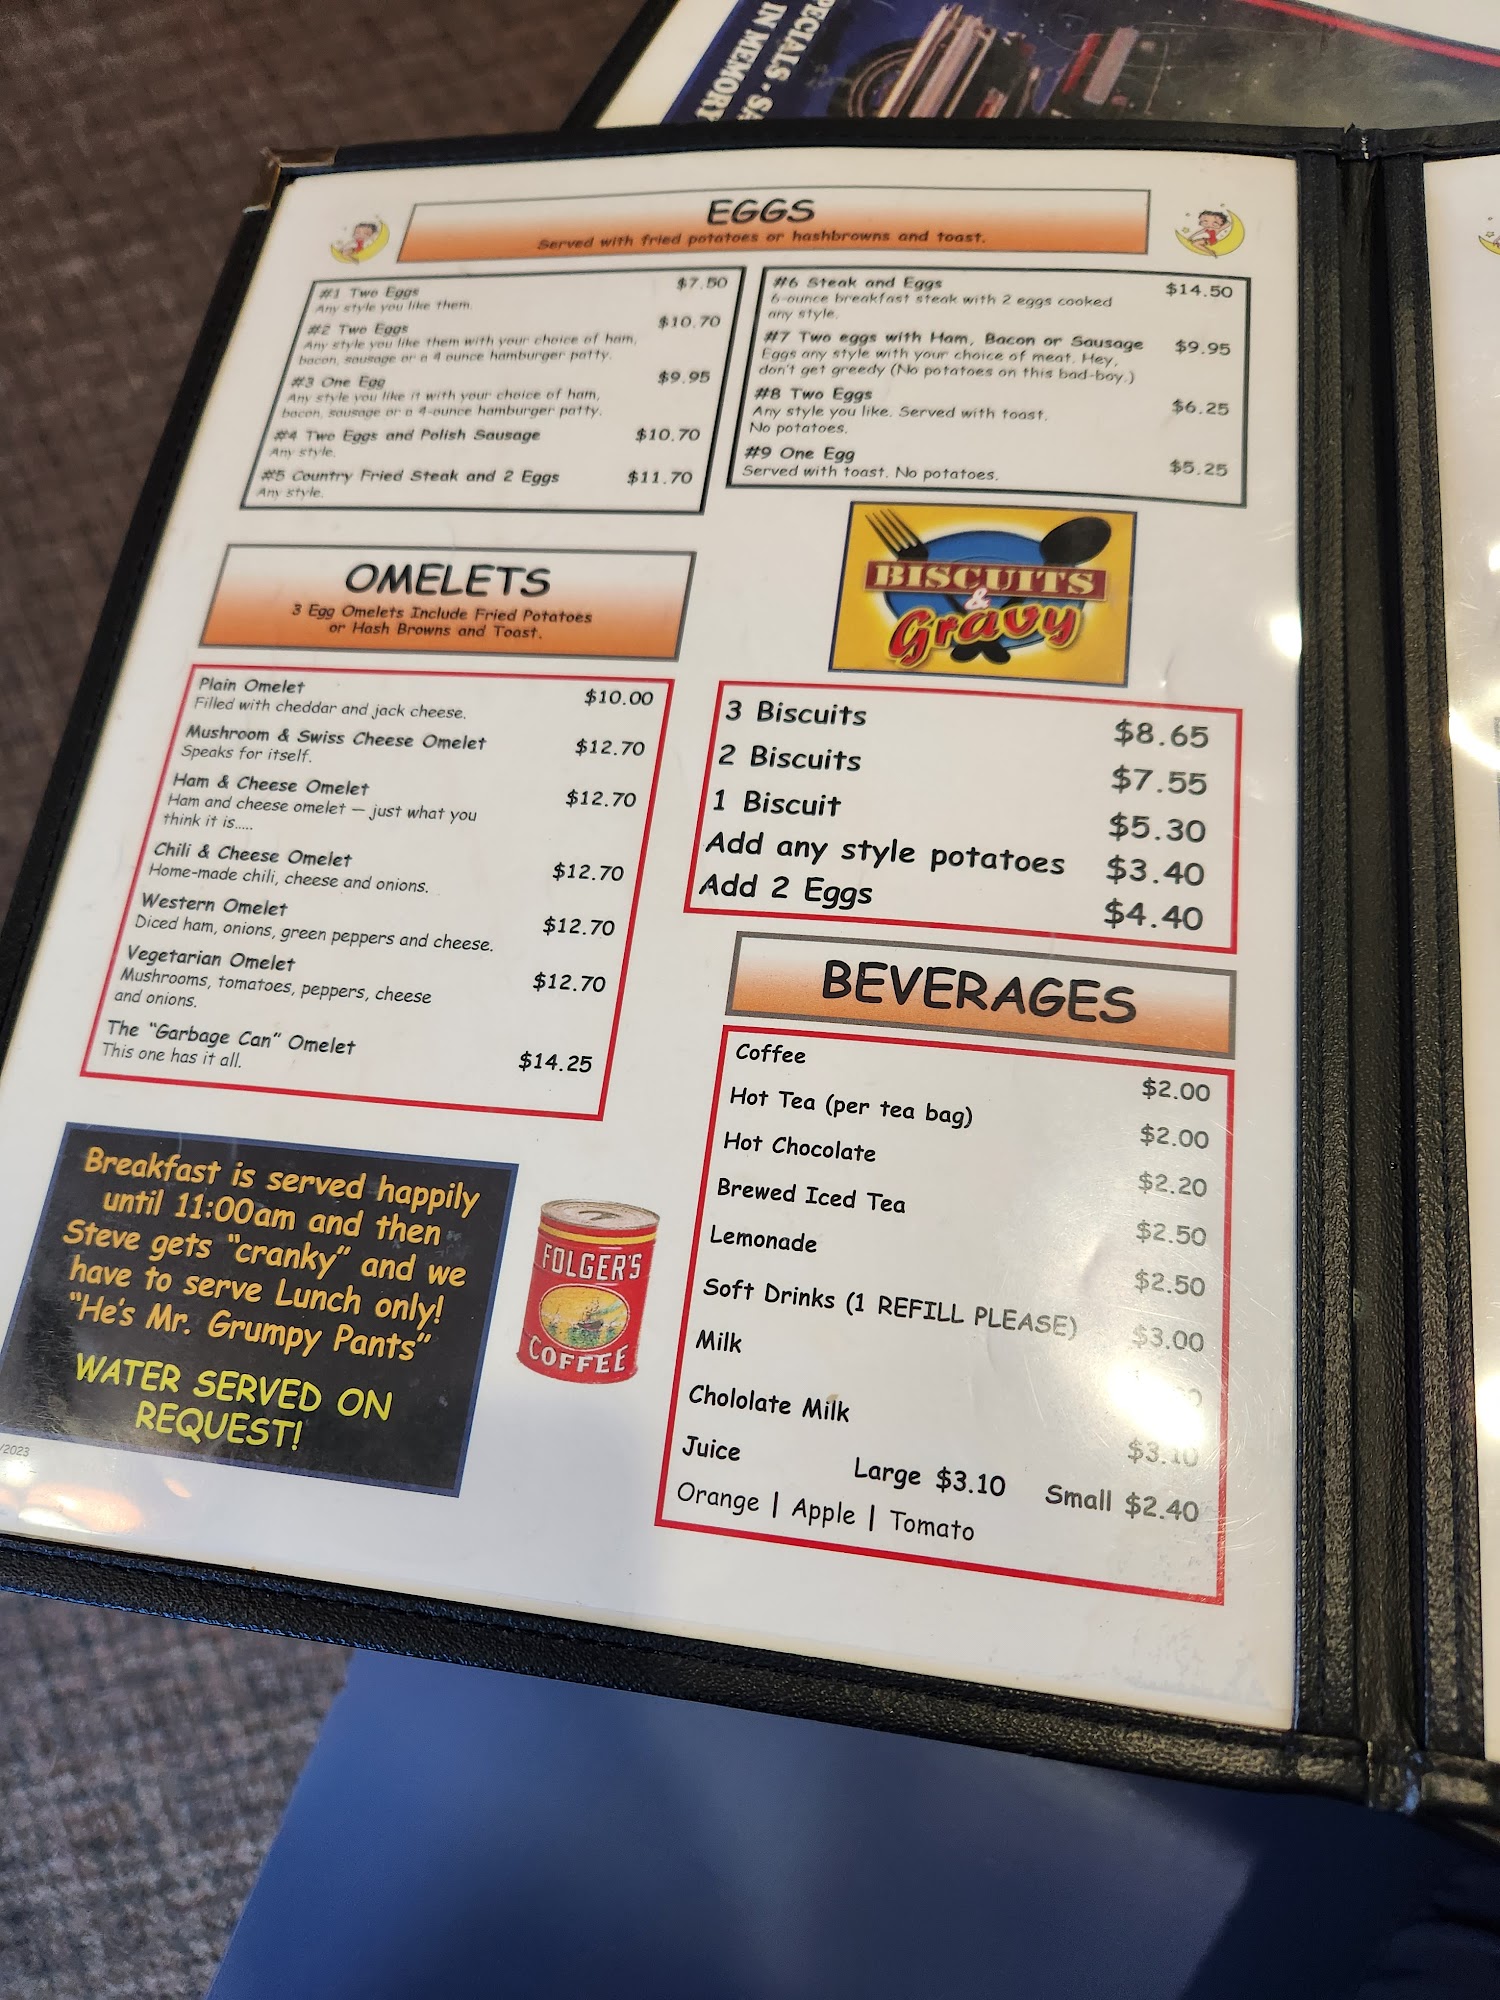 PECIALS · SA
IN MEMORY
EGGS
Served with fried potatoes or hashbrowns and toast.
#1 Two Eggs $7.50
Any style you like them.
#2 Two Eggs $10.70
Any style you like them with your choice of ham,
bacon, sausage or a 4 ounce hamburger patty.
#3 One Egg $9.95
Any style you like it with your choice of ham,
bacon, sausage or a 4-ounce hamburger patty.
#4 Two Eggs and Polish Sausage $10.70
Any style.
#5 Country Fried Steak and 2 Eggs $11.70
Any style.
#6 Steak and Eggs $14.50
6-ounce breakfast steak with 2 eggs cooked
any style.
#7 Two eggs with Ham, Bacon or Sausage $9.95
Eggs any style with your choice of meat. Hey,
don't get greedy (No potatoes on this bad-boy.)
#8 Two Eggs $6.25
Any style you like. Served with toast.
No potatoes.
#9 One Egg $5.25
Served with toast. No potatoes.
OMELETS
3 Egg Omelets Include Fried Potatoes
or Hash Browns and Toast.
Plain Omelet $10.00
Filled with cheddar and jack cheese.
Mushroom & Swiss Cheese Omelet $12.70
Speaks for itself.
Ham & Cheese Omelet $12.70
Ham and cheese omelet — just what you
think it is.....
Chili & Cheese Omelet $12.70
Home-made chili, cheese and onions.
Western Omelet $12.70
Diced ham, onions, green peppers and cheese.
Vegetarian Omelet $12.70
Mushrooms, tomatoes, peppers, cheese
and onions.
The "Garbage Can" Omelet $14.25
This one has it all.
BISCUITS
&
Gravy
3 Biscuits $8.65
2 Biscuits $7.55
1 Biscuit $5.30
Add any style potatoes $3.40
Add 2 Eggs $4.40
BEVERAGES
Coffee $2.00
Hot Tea (per tea bag) $2.00
Hot Chocolate $2.20
Brewed Iced Tea $2.50
Lemonade $2.50
Soft Drinks (1 REFILL PLEASE) $3.00
Milk
Chololate Milk $3.10
Juice Large $3.10 Small $2.40
Orange | Apple | Tomato
Breakfast is served happily
until 11:00am and then
Steve gets "cranky" and we
have to serve Lunch only!
"He's Mr. Grumpy Pants"
WATER SERVED ON
REQUEST!
FOLGER'S
COFFEE
/2023